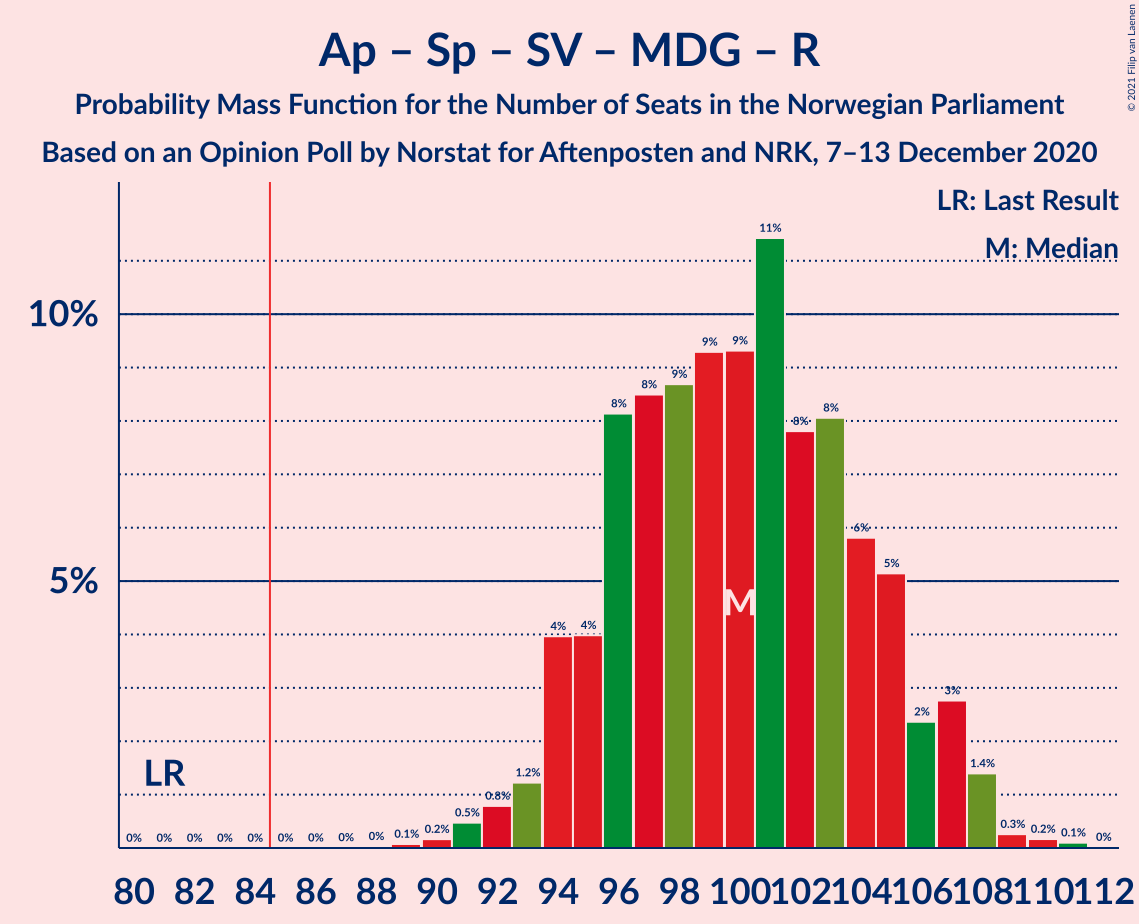 Ap – Sp – SV – MDG – R
Probability Mass Function for the Number of Seats in the Norwegian Parliament
Based on an Opinion Poll by Norstat for Aftenposten and NRK, 7–13 December 2020
© 2021 Filip van Laenen
LR: Last Result
M: Median
10%
5%
LR
M
0% 0% 0% 0% 0% 0% 0% 0% 0% 0.1% 0.2% 0.5% 0.8% 1.2% 4% 4% 8% 8% 9% 9% 9% 11% 8% 8% 6% 5% 2% 3% 1.4% 0.3% 0.2% 0.1% 0%
80 82 84 86 88 90 92 94 96 98 100 102 104 106 108 110 112